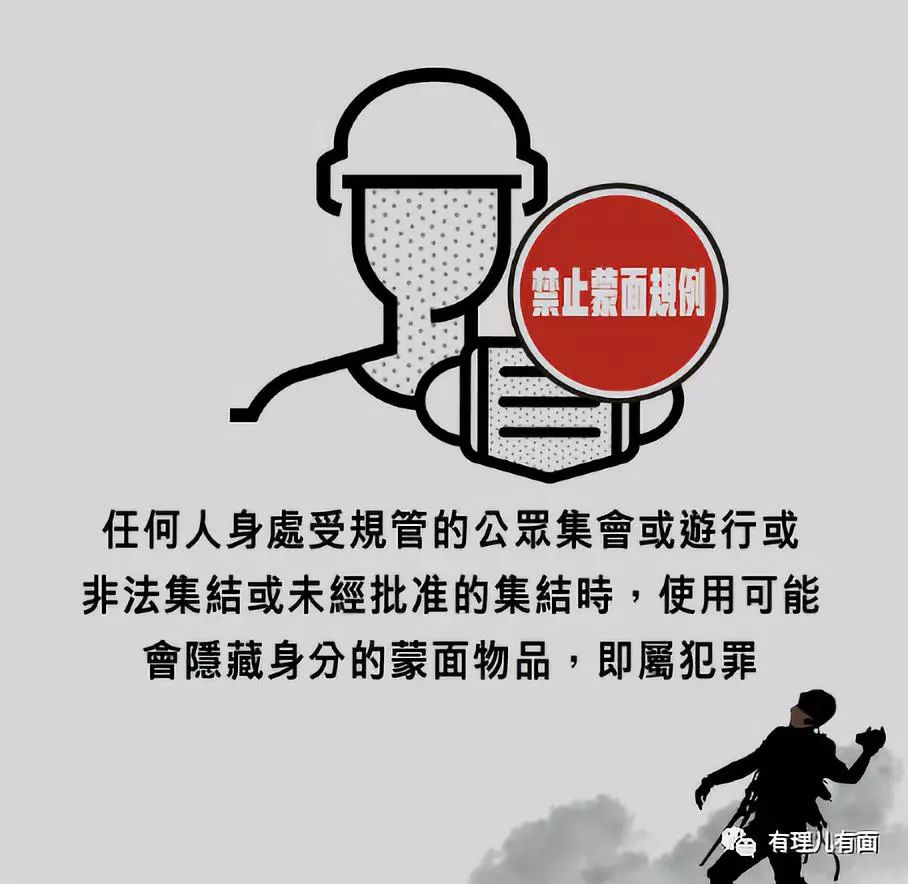 禁止蒙面規例
任何人身處受規管的公眾集會或遊行或
非法集結或未經批准的集結時，使用可能
會隱藏身分的蒙面物品，即屬犯罪
有理儿有面